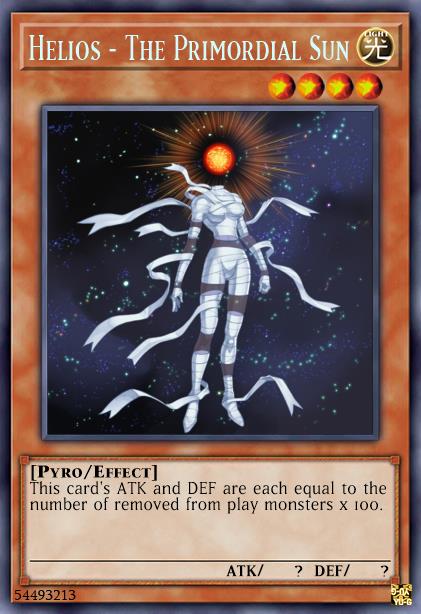 Helios - The Primordial Sun
LIGHT
光
[Pyro/Effect]
This card's ATK and DEF are each equal to the
number of removed from play monsters x 100.
ATK/ ? DEF/ ?
54493213